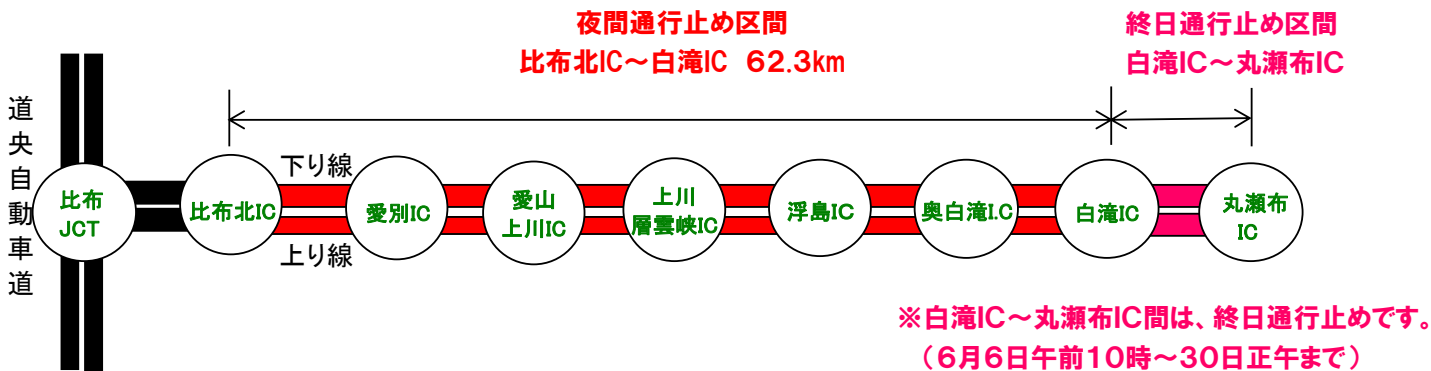 夜間通行止め区間
比布北IC～白滝IC 62.3km
終日通行止め区間
白滝IC～丸瀬布IC
道央自動車道
下り線
比布
JCT
比布北IC
愛別IC
愛山
上川IC
上川
層雲峡IC
浮島IC
奥白滝I.C
白滝IC
丸瀬布
IC
上り線
※白滝IC～丸瀬布IC間は、終日通行止めです。
（6月6日午前10時～30日正午まで）